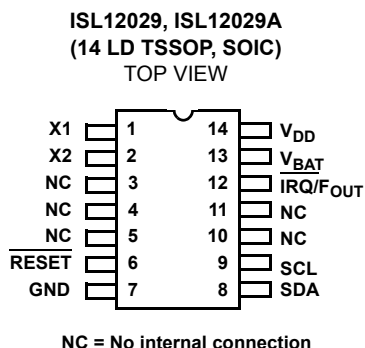 ISL12029, ISL12029A
(14 LD TSSOP, SOIC)
TOP VIEW
X1 1 14 VDD
X2 2 13 VBAT
NC 3 12 IRQ/FOUT
NC 4 11 NC
NC 5 10 NC
RESET 6 9 SCL
GND 7 8 SDA
NC = No internal connection